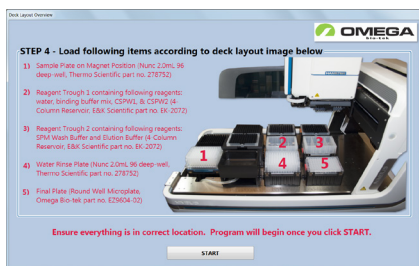 Deck Layout Overview
OMEGA
bio-tek
STEP 4 - Load following items according to deck layout image below
1) Sample Plate on Magnet Position (Nunc 2.0mL 96
deep-well, Thermo Scientific part no. 278752)
2) Reagent Trough 1 containing following reagents:
water, binding buffer mix, CSPW1, & CSPW2 (4-
Column Reservoir, E&K Scientific part no. EK-2072)
3) Reagent Trough 2 containing following reagents:
SPM Wash Buffer and Elution Buffer (4 Column
Reservoir, E&K Scientific part no. EK-2072)
4) Water Rinse Plate (Nunc 2.0mL 96 deep-well,
Thermo Scientific part no. 278752)
5) Final Plate (Round Well Microplate,
Omega Bio-tek part no. EZ9604-02)
1
2
3
4
5
Ensure everything is in correct location. Program will begin once you click START.
START